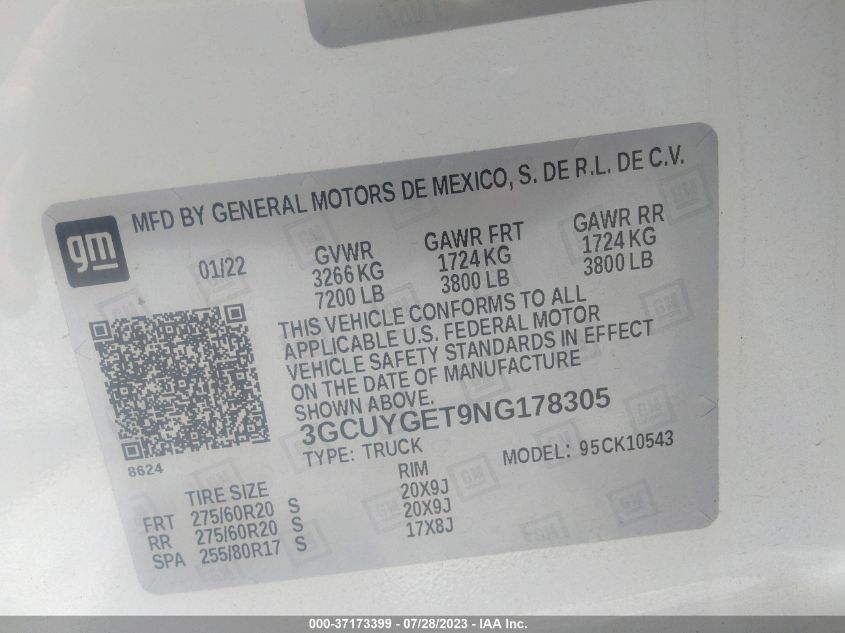 MFD BY GENERAL MOTORS DE MEXICO, S. DE R.L. DE C.V.
gm
01/22
GVWR GAWR FRT GAWR RR
3266 KG 1724 KG 1724 KG
7200 LB 3800 LB 3800 LB
THIS VEHICLE CONFORMS TO ALL
APPLICABLE U.S. FEDERAL MOTOR
VEHICLE SAFETY STANDARDS IN EFFECT
ON THE DATE OF MANUFACTURE
SHOWN ABOVE.
3GCUYGET9NG178305
TYPE: TRUCK MODEL: 95CK10543
8624
TIRE SIZE RIM
FRT 275/60R20 S 20X9J
RR 275/60R20 S 20X9J
SPA 255/80R17 S 17X8J
000-37173399 - 07/28/2023 - IAA Inc.